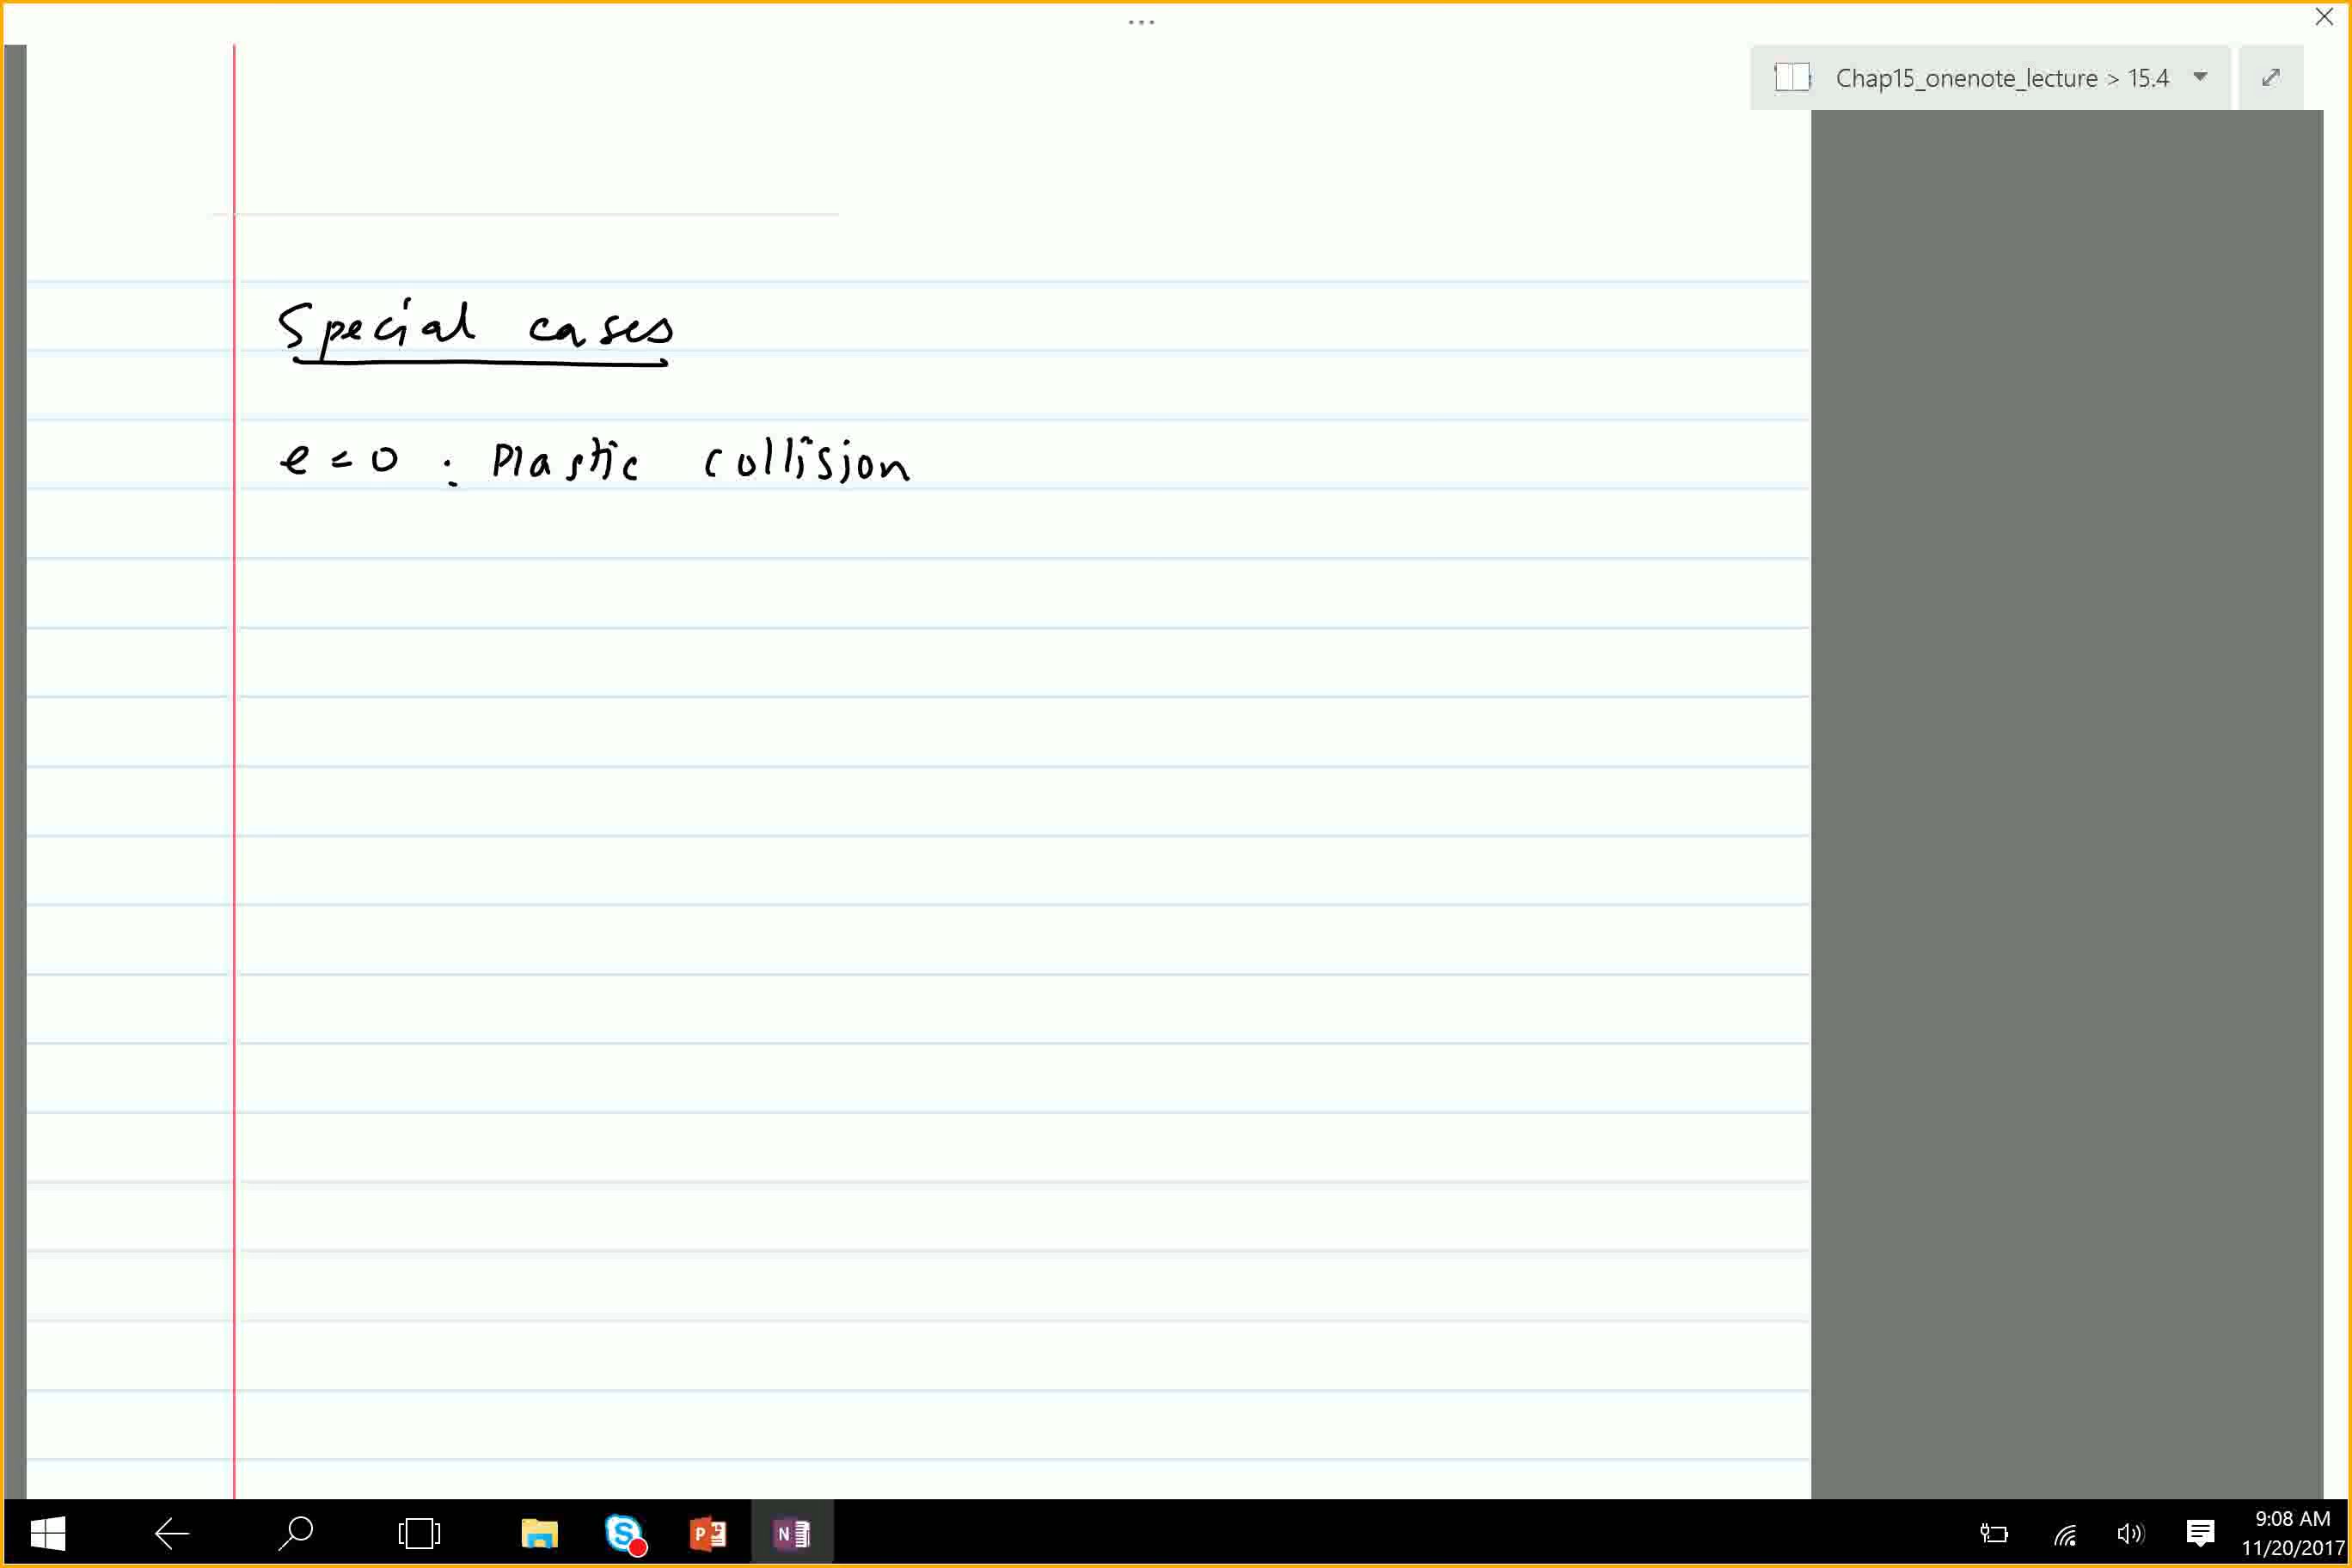 Chap15_onenote_lecture > 15.4
Special cases
e = 0 : Plastic collision
9:08 AM
11/20/2017